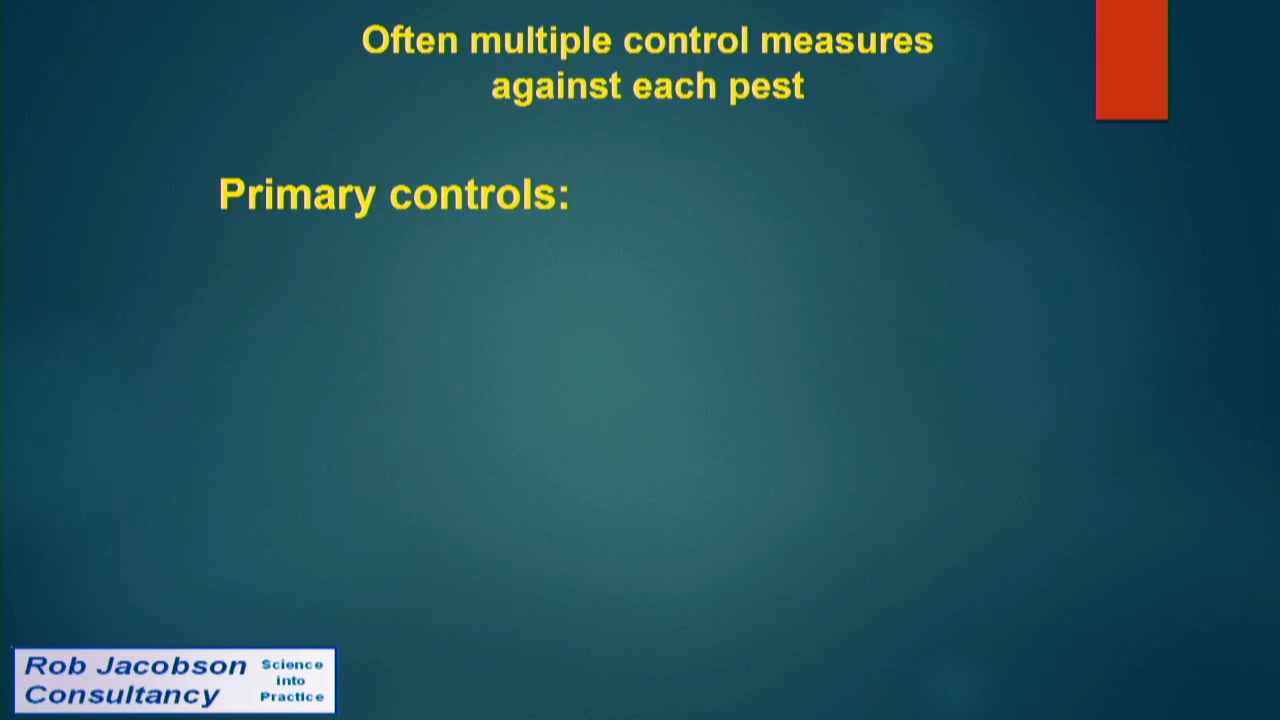 Often multiple control measures
against each pest
Primary controls:
Rob Jacobson
Consultancy
Science
into
Practice